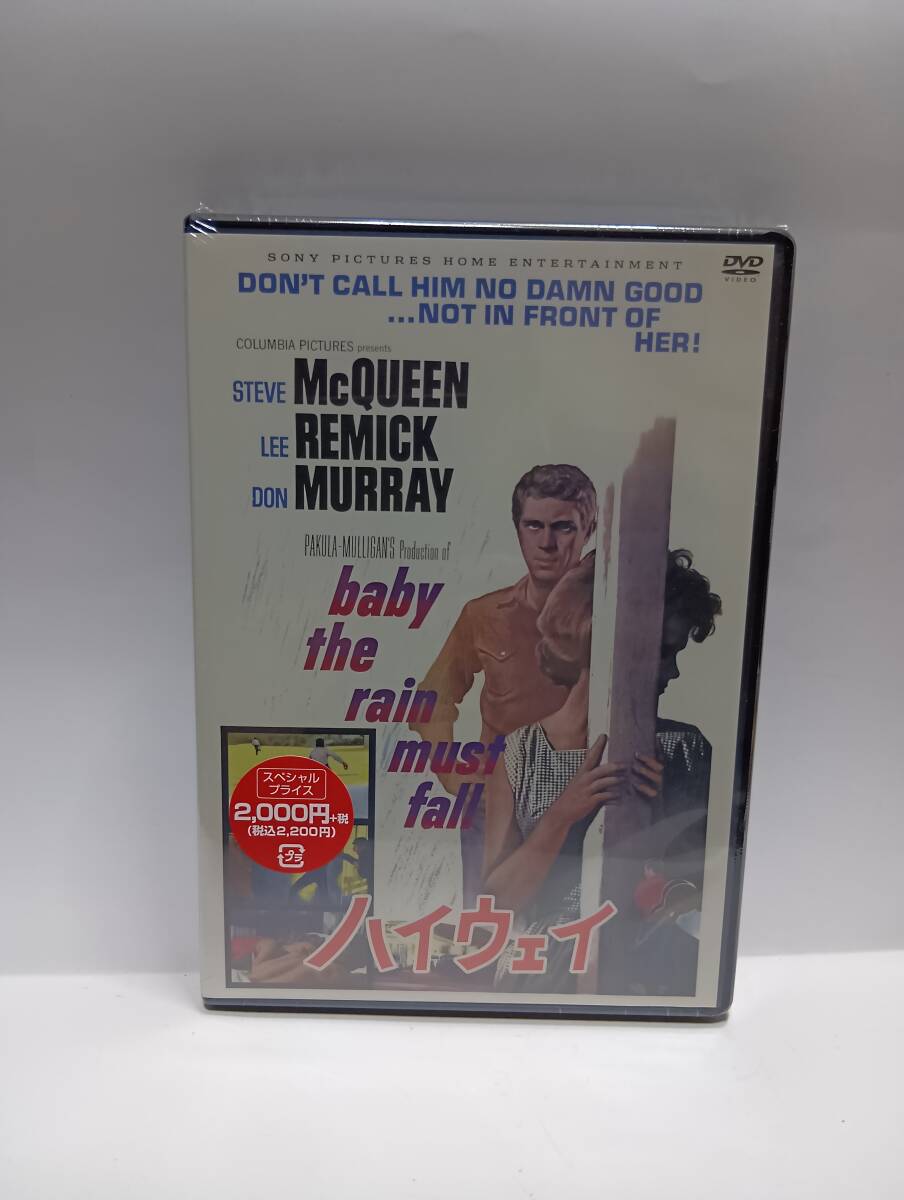 SONY PICTURES HOME ENTERTAINMENT
DVD
VIDEO
DON'T CALL HIM NO DAMN GOOD
...NOT IN FRONT OF
HER!
COLUMBIA PICTURES presents
STEVE McQUEEN
LEE REMICK
DON MURRAY
PAKULA-MULLIGAN'S Production of
baby
the
rain
must
fall
スペシャル
プライス
2,000円+税
(税込2,200円)
プラ
ハイウェイ